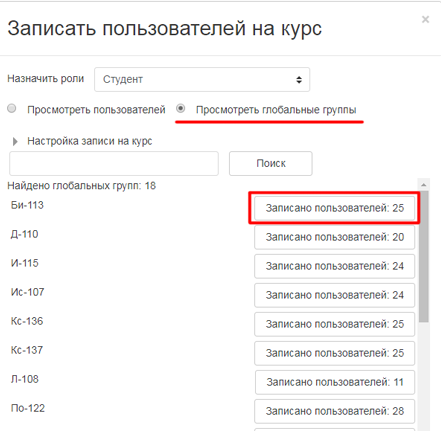 Записать пользователей на курс
×
Назначить роли Студент
Просмотреть пользователей Просмотреть глобальные группы
Настройка записи на курс
Поиск
Найдено глобальных групп: 18
Би-113 Записано пользователей: 25
Д-110 Записано пользователей: 20
И-115 Записано пользователей: 24
Ис-107 Записано пользователей: 24
Кс-136 Записано пользователей: 25
Кс-137 Записано пользователей: 25
Л-108 Записано пользователей: 11
По-122 Записано пользователей: 28